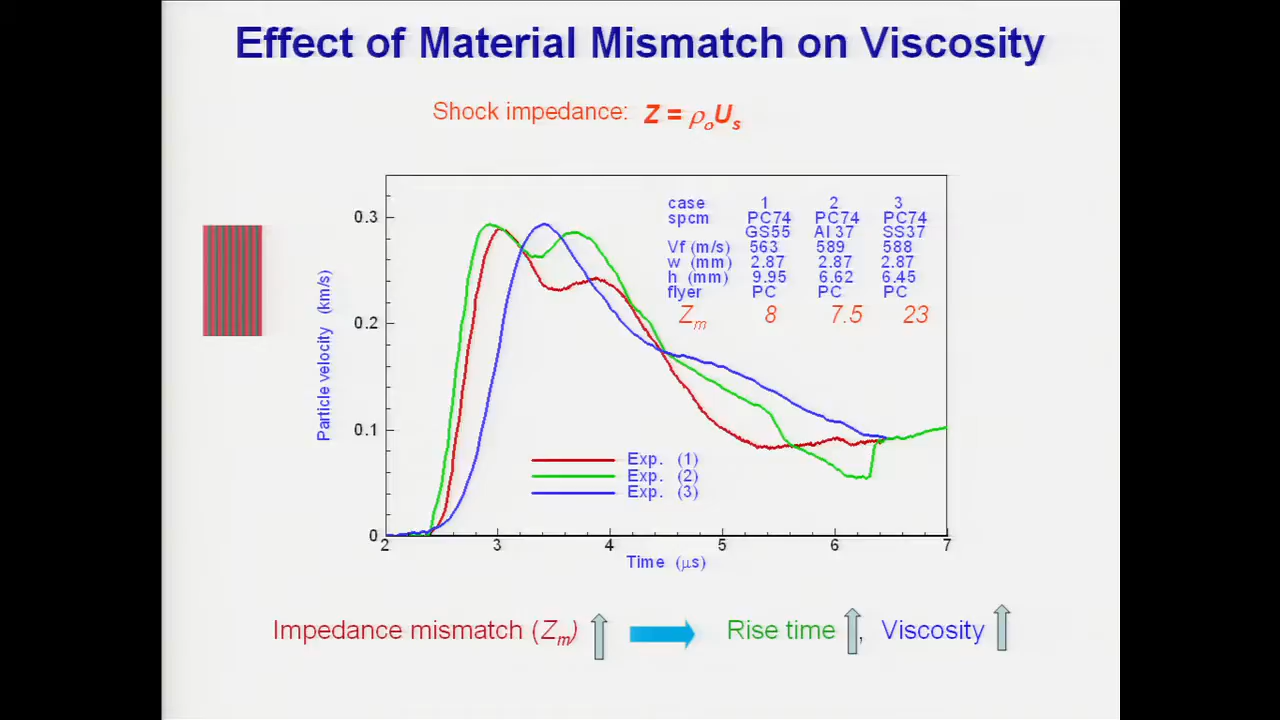 Effect of Material Mismatch on Viscosity
Shock impedance: Z = ρoUs
case 1 2 3
spcm PC74 PC74 PC74
GS55 Al 37 SS37
Vf (m/s) 563 589 588
w (mm) 2.87 2.87 2.87
h (mm) 9.95 6.62 6.45
flyer PC PC PC
Zm 8 7.5 23
0.3
0.2
0.1
0
Particle velocity (km/s)
Exp. (1)
Exp. (2)
Exp. (3)
2 3 4 5 6 7
Time (μs)
Impedance mismatch (Zm) Rise time , Viscosity